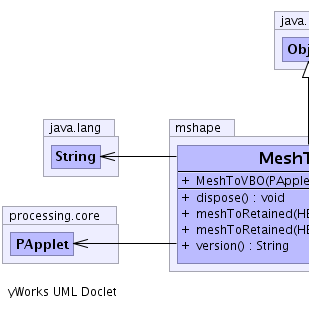 java.
Obj
java.lang
mshape
String
MeshT
+ MeshToVBO(PApple
+ dispose() : void
processing.core
+ meshToRetained(HE
PApplet
+ meshToRetained(HE
+ version() : String
yWorks UML Doclet